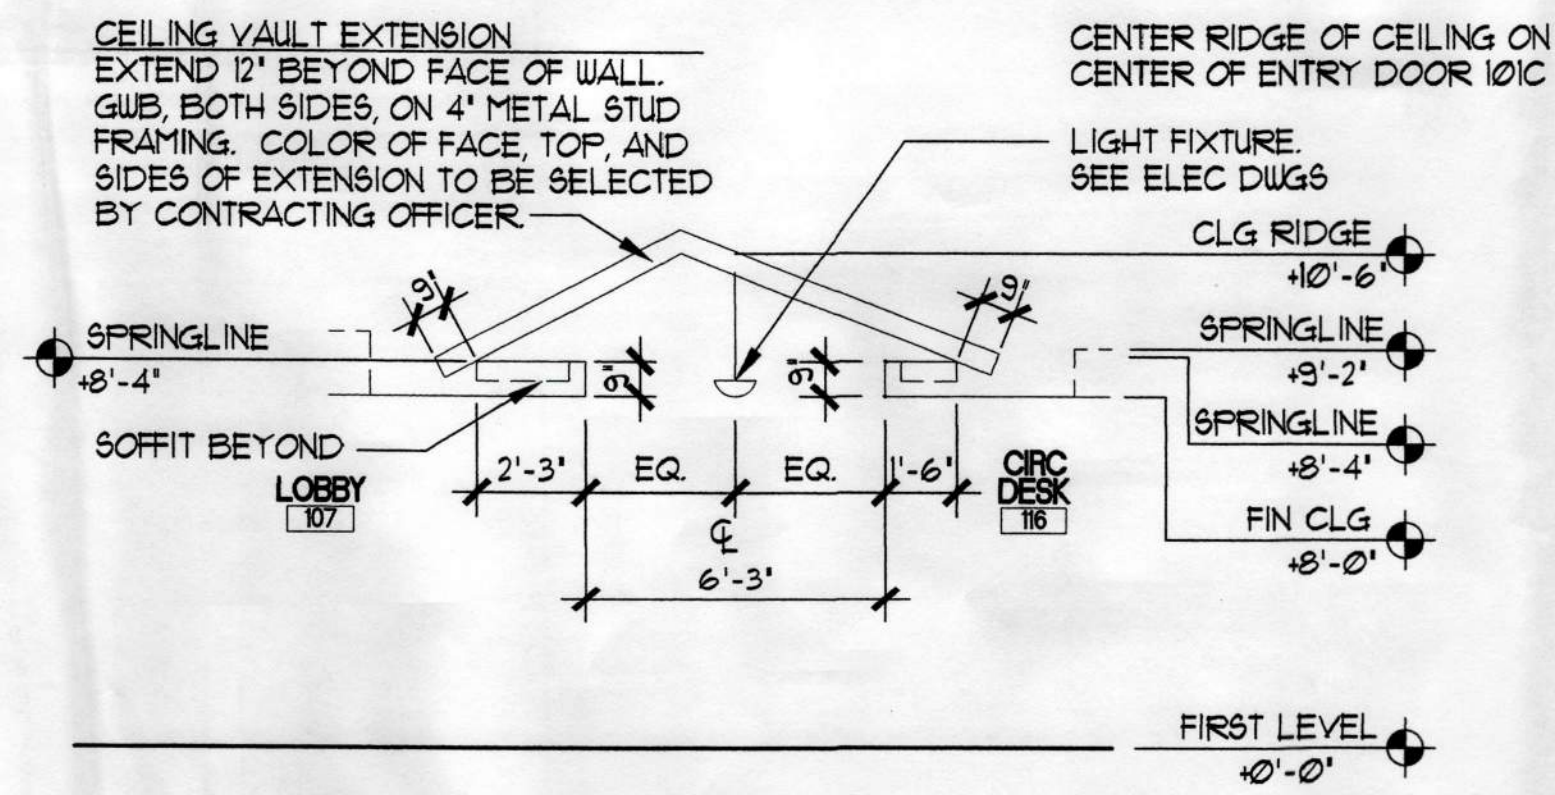 CEILING VAULT EXTENSION
EXTEND 12" BEYOND FACE OF WALL.
GWB, BOTH SIDES, ON 4" METAL STUD
FRAMING. COLOR OF FACE, TOP, AND
SIDES OF EXTENSION TO BE SELECTED
BY CONTRACTING OFFICER.
CENTER RIDGE OF CEILING ON
CENTER OF ENTRY DOOR 101C
LIGHT FIXTURE.
SEE ELEC DWGS
CLG RIDGE
+10'-6"
9"
9"
SPRINGLINE
+8'-4"
SPRINGLINE
+9'-2"
9"
9"
SOFFIT BEYOND
SPRINGLINE
+8'-4"
LOBBY
107
2'-3"
EQ.
EQ.
1'-6"
CIRC
DESK
116
FIN CLG
+8'-0"
CL
6'-3"
FIRST LEVEL
+0'-0"